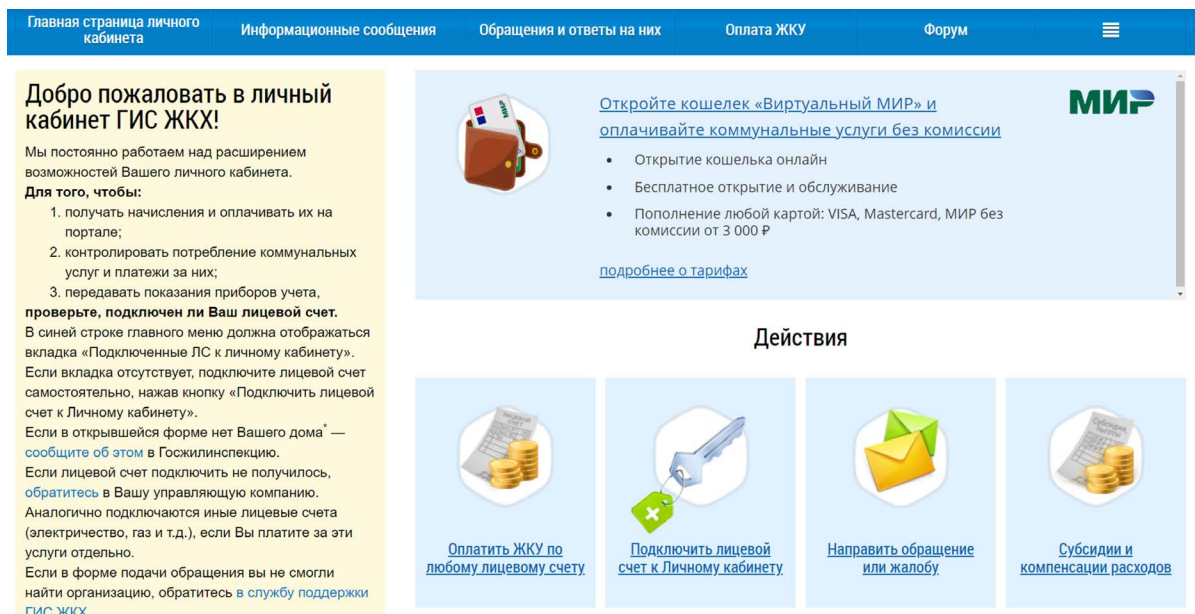 Главная страница личного
кабинета
Информационные сообщения
Обращения и ответы на них
Оплата ЖКУ
Форум
Добро пожаловать в личный
кабинет ГИС ЖКХ!
Мы постоянно работаем над расширением
возможностей Вашего личного кабинета.
Для того, чтобы:
1. получать начисления и оплачивать их на
портале;
2. контролировать потребление коммунальных
услуг и платежи за них;
3. передавать показания приборов учета,
проверьте, подключен ли Ваш лицевой счет.
В синей строке главного меню должна отображаться
вкладка «Подключенные ЛС к личному кабинету».
Если вкладка отсутствует, подключите лицевой счет
самостоятельно, нажав кнопку «Подключить лицевой
счет к Личному кабинету».
Если в открывшейся форме нет Вашего дома* —
сообщите об этом в Госжилинспекцию.
Если лицевой счет подключить не получилось,
обратитесь в Вашу управляющую компанию.
Аналогично подключаются иные лицевые счета
(электричество, газ и т.д.), если Вы платите за эти
услуги отдельно.
Если в форме подачи обращения вы не смогли
найти организацию, обратитесь в службу поддержки
ГИС ЖКХ
МИР
Откройте кошелек «Виртуальный МИР» и
оплачивайте коммунальные услуги без комиссии
МИР
• Открытие кошелька онлайн
• Бесплатное открытие и обслуживание
• Пополнение любой картой: VISA, Mastercard, МИР без
комиссии от 3 000 ₽
подробнее о тарифах
Действия
Оплатить ЖКУ по
любому лицевому счету
Подключить лицевой
счет к Личному кабинету
Направить обращение
или жалобу
Субсидии и
компенсации расходов